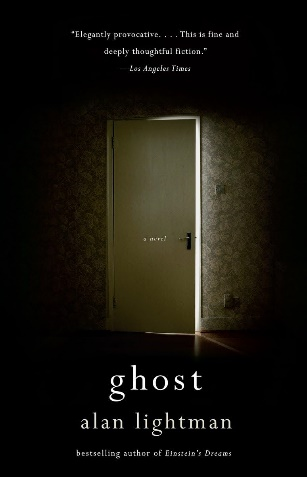 "Elegantly provocative. . . . This is fine and
deeply thoughtful fiction."
—Los Angeles Times
a novel
ghost
alan lightman
bestselling author of Einstein's Dreams